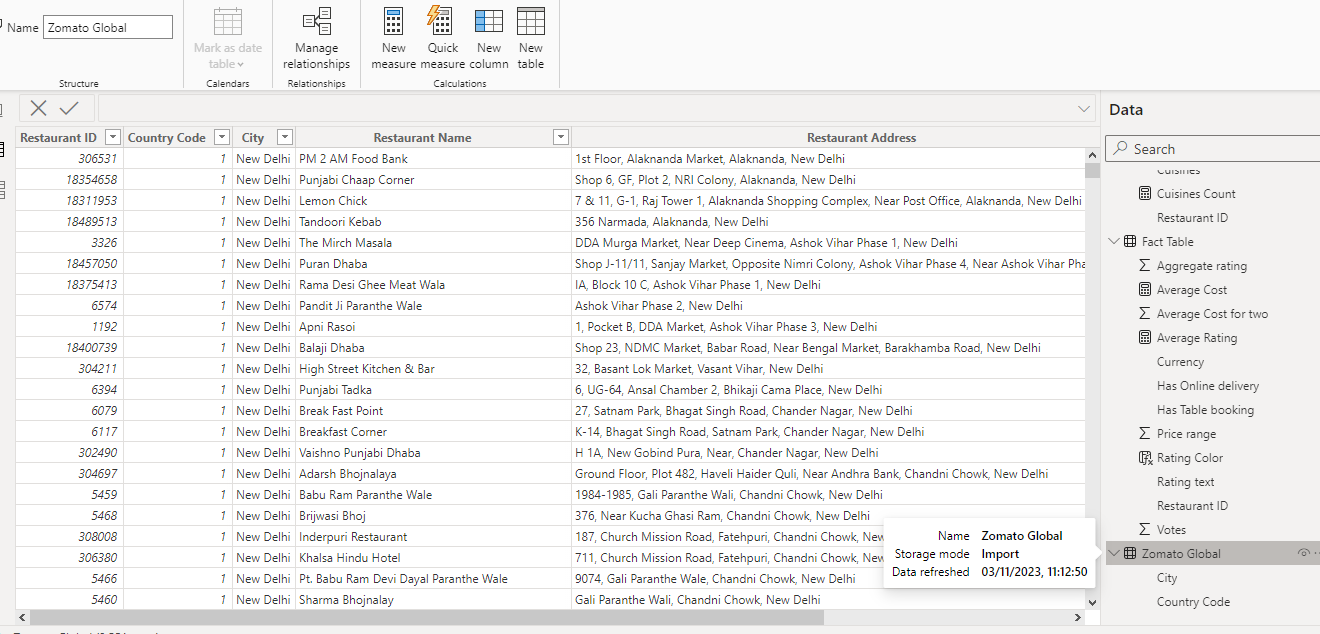 Name Zomato Global
Mark as date table
Manage relationships
New measure
Quick measure
New column
New table
Structure
Calendars
Relationships
Calculations
Restaurant ID Country Code City Restaurant Name Restaurant Address
306531 1 New Delhi PM 2 AM Food Bank 1st Floor, Alaknanda Market, Alaknanda, New Delhi
18354658 1 New Delhi Punjabi Chaap Corner Shop 6, GF, Plot 2, NRI Colony, Alaknanda, New Delhi
18311953 1 New Delhi Lemon Chick 7 & 11, G-1, Raj Tower 1, Alaknanda Shopping Complex, Near Post Office, Alaknanda, New Delhi
18489513 1 New Delhi Tandoori Kebab 356 Narmada, Alaknanda, New Delhi
3326 1 New Delhi The Mirch Masala DDA Murga Market, Near Deep Cinema, Ashok Vihar Phase 1, New Delhi
18457050 1 New Delhi Puran Dhaba Shop J-11/11, Sanjay Market, Opposite Nimri Colony, Ashok Vihar Phase 4, Near Ashok Vihar Pha
18375413 1 New Delhi Rama Desi Ghee Meat Wala IA, Block 10 C, Ashok Vihar Phase 1, New Delhi
6574 1 New Delhi Pandit Ji Paranthe Wale Ashok Vihar Phase 2, New Delhi
1192 1 New Delhi Apni Rasoi 1, Pocket B, DDA Market, Ashok Vihar Phase 3, New Delhi
18400739 1 New Delhi Balaji Dhaba Shop 23, NDMC Market, Babar Road, Near Bengal Market, Barakhamba Road, New Delhi
304211 1 New Delhi High Street Kitchen & Bar 32, Basant Lok Market, Vasant Vihar, New Delhi
6394 1 New Delhi Punjabi Tadka 6, UG-64, Ansal Chamber 2, Bhikaji Cama Place, New Delhi
6079 1 New Delhi Break Fast Point 27, Satnam Park, Bhagat Singh Road, Chander Nagar, New Delhi
6117 1 New Delhi Breakfast Corner K-14, Bhagat Singh Road, Satnam Park, Chander Nagar, New Delhi
302490 1 New Delhi Vaishno Punjabi Dhaba H 1A, New Gobind Pura, Near, Chander Nagar, New Delhi
304697 1 New Delhi Adarsh Bhojnalaya Ground Floor, Plot 482, Haveli Haider Quli, Near Andhra Bank, Chandni Chowk, New Delhi
5459 1 New Delhi Babu Ram Paranthe Wale 1984-1985, Gali Paranthe Wali, Chandni Chowk, New Delhi
5468 1 New Delhi Brijwasi Bhoj 376, Near Kucha Ghasi Ram, Chandni Chowk, New Delhi
308008 1 New Delhi Inderpuri Restaurant 187, Church Mission Road, Fatehpuri, Chandni Chowk, New
306380 1 New Delhi Khalsa Hindu Hotel 711, Church Mission Road, Fatehpuri, Chandni Chowk, New
5466 1 New Delhi Pt. Babu Ram Devi Dayal Paranthe Wale 9074, Gali Paranthe Wale, Chandni Chowk, New Delhi
5460 1 New Delhi Sharma Bhojnalay Gali Paranthe Wali, Chandni Chowk, New Delhi
Name Zomato Global
Storage mode Import
Data refreshed 03/11/2023, 11:12:50
Data
Search
Cuisines
Cuisines Count
Restaurant ID
Fact Table
Aggregate rating
Average Cost
Average Cost for two
Average Rating
Currency
Has Online delivery
Has Table booking
Price range
Rating Color
Rating text
Restaurant ID
Votes
Zomato Global
City
Country Code